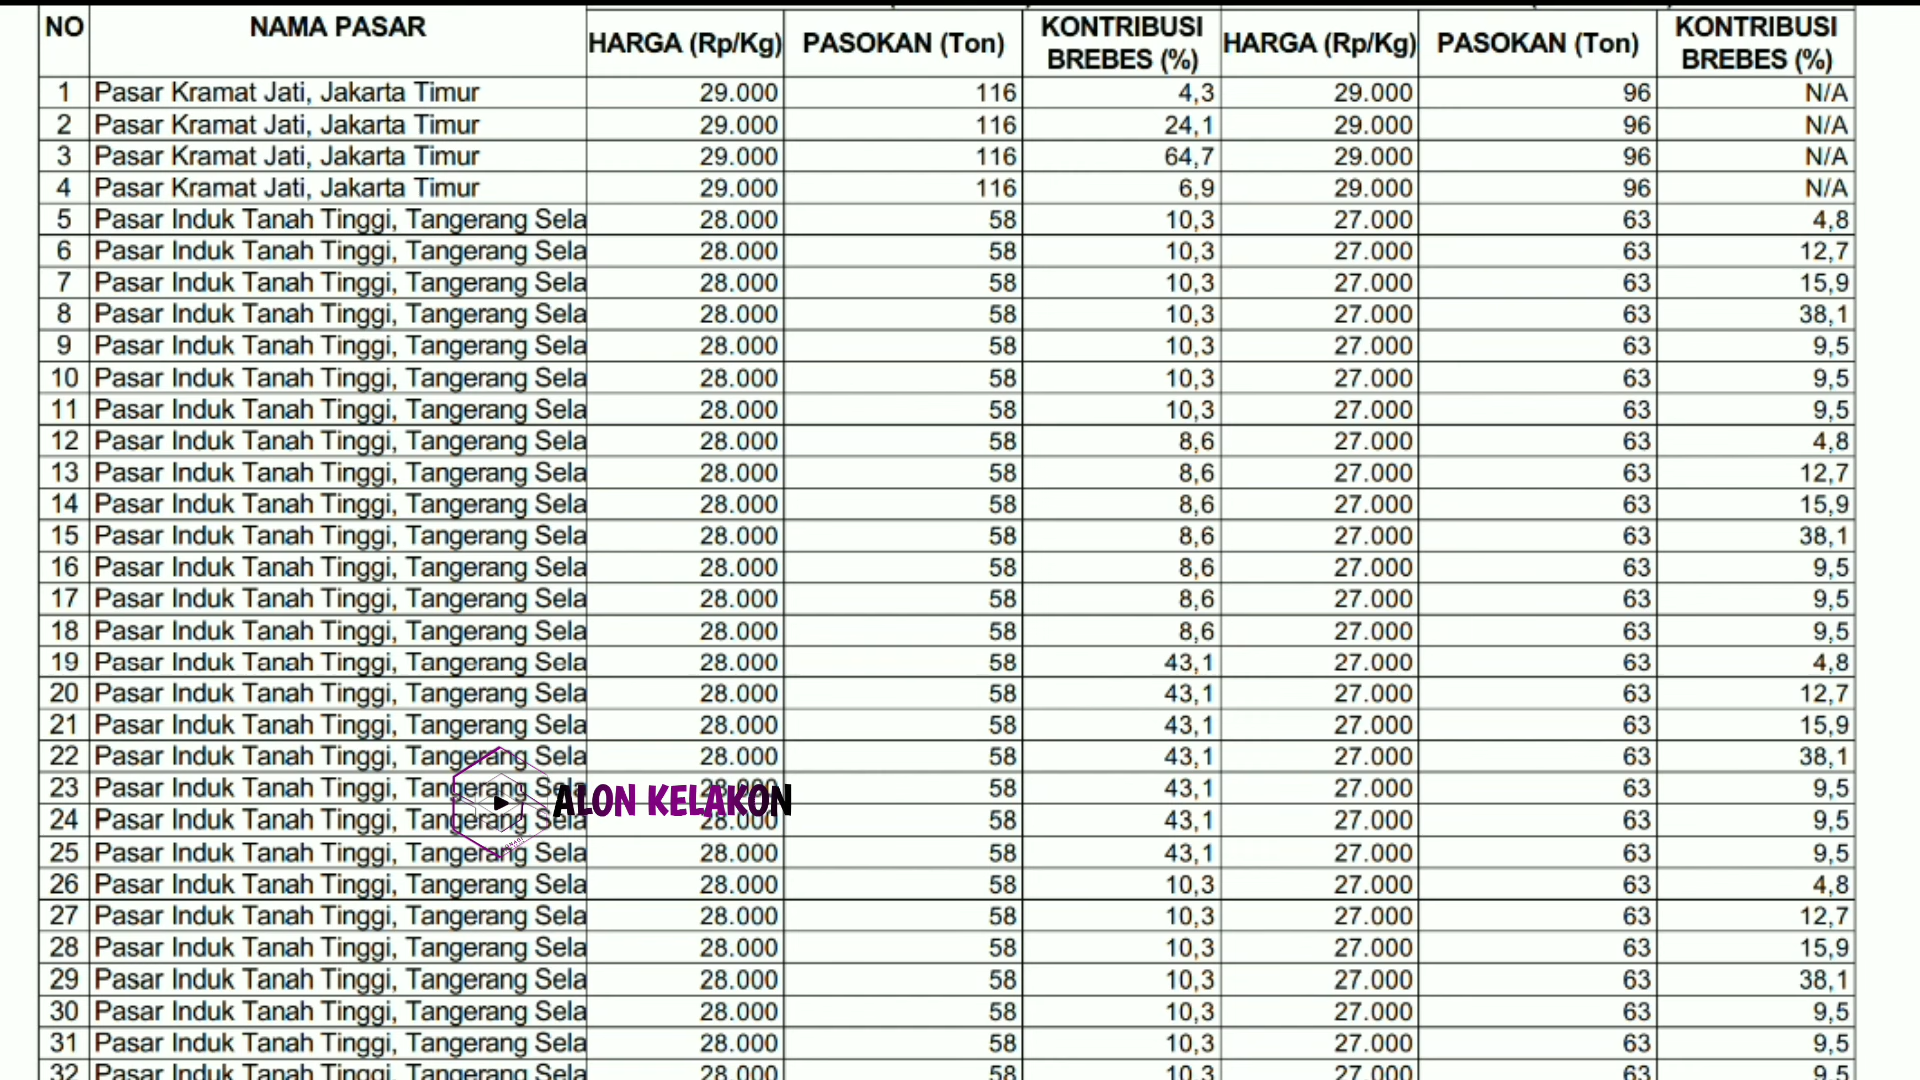 NO NAMA PASAR HARGA (Rp/Kg) PASOKAN (Ton) KONTRIBUSI BREBES (%) HARGA (Rp/Kg) PASOKAN (Ton) KONTRIBUSI BREBES (%)
1 Pasar Kramat Jati, Jakarta Timur 29.000 116 4,3 29.000 96 N/A
2 Pasar Kramat Jati, Jakarta Timur 29.000 116 24,1 29.000 96 N/A
3 Pasar Kramat Jati, Jakarta Timur 29.000 116 64,7 29.000 96 N/A
4 Pasar Kramat Jati, Jakarta Timur 29.000 116 6,9 29.000 96 N/A
5 Pasar Induk Tanah Tinggi, Tangerang Sela 28.000 58 10,3 27.000 63 4,8
6 Pasar Induk Tanah Tinggi, Tangerang Sela 28.000 58 10,3 27.000 63 12,7
7 Pasar Induk Tanah Tinggi, Tangerang Sela 28.000 58 10,3 27.000 63 15,9
8 Pasar Induk Tanah Tinggi, Tangerang Sela 28.000 58 10,3 27.000 63 38,1
9 Pasar Induk Tanah Tinggi, Tangerang Sela 28.000 58 10,3 27.000 63 9,5
10 Pasar Induk Tanah Tinggi, Tangerang Sela 28.000 58 10,3 27.000 63 9,5
11 Pasar Induk Tanah Tinggi, Tangerang Sela 28.000 58 10,3 27.000 63 9,5
12 Pasar Induk Tanah Tinggi, Tangerang Sela 28.000 58 8,6 27.000 63 4,8
13 Pasar Induk Tanah Tinggi, Tangerang Sela 28.000 58 8,6 27.000 63 12,7
14 Pasar Induk Tanah Tinggi, Tangerang Sela 28.000 58 8,6 27.000 63 15,9
15 Pasar Induk Tanah Tinggi, Tangerang Sela 28.000 58 8,6 27.000 63 38,1
16 Pasar Induk Tanah Tinggi, Tangerang Sela 28.000 58 8,6 27.000 63 9,5
17 Pasar Induk Tanah Tinggi, Tangerang Sela 28.000 58 8,6 27.000 63 9,5
18 Pasar Induk Tanah Tinggi, Tangerang Sela 28.000 58 8,6 27.000 63 9,5
19 Pasar Induk Tanah Tinggi, Tangerang Sela 28.000 58 43,1 27.000 63 4,8
20 Pasar Induk Tanah Tinggi, Tangerang Sela 28.000 58 43,1 27.000 63 12,7
21 Pasar Induk Tanah Tinggi, Tangerang Sela 28.000 58 43,1 27.000 63 15,9
22 Pasar Induk Tanah Tinggi, Tangerang Sela 28.000 58 43,1 27.000 63 38,1
23 Pasar Induk Tanah Tinggi, Tangerang Sela 28.000 58 43,1 27.000 63 9,5
ALON KELAKON
24 Pasar Induk Tanah Tinggi, Tangerang Sela 28.000 58 43,1 27.000 63 9,5
25 Pasar Induk Tanah Tinggi, Tangerang Sela 28.000 58 43,1 27.000 63 9,5
26 Pasar Induk Tanah Tinggi, Tangerang Sela 28.000 58 10,3 27.000 63 4,8
27 Pasar Induk Tanah Tinggi, Tangerang Sela 28.000 58 10,3 27.000 63 12,7
28 Pasar Induk Tanah Tinggi, Tangerang Sela 28.000 58 10,3 27.000 63 15,9
29 Pasar Induk Tanah Tinggi, Tangerang Sela 28.000 58 10,3 27.000 63 38,1
30 Pasar Induk Tanah Tinggi, Tangerang Sela 28.000 58 10,3 27.000 63 9,5
31 Pasar Induk Tanah Tinggi, Tangerang Sela 28.000 58 10,3 27.000 63 9,5
32 Pasar Induk Tanah Tinggi, Tangerang Sela 28.000 58 10,3 27.000 63 9,5